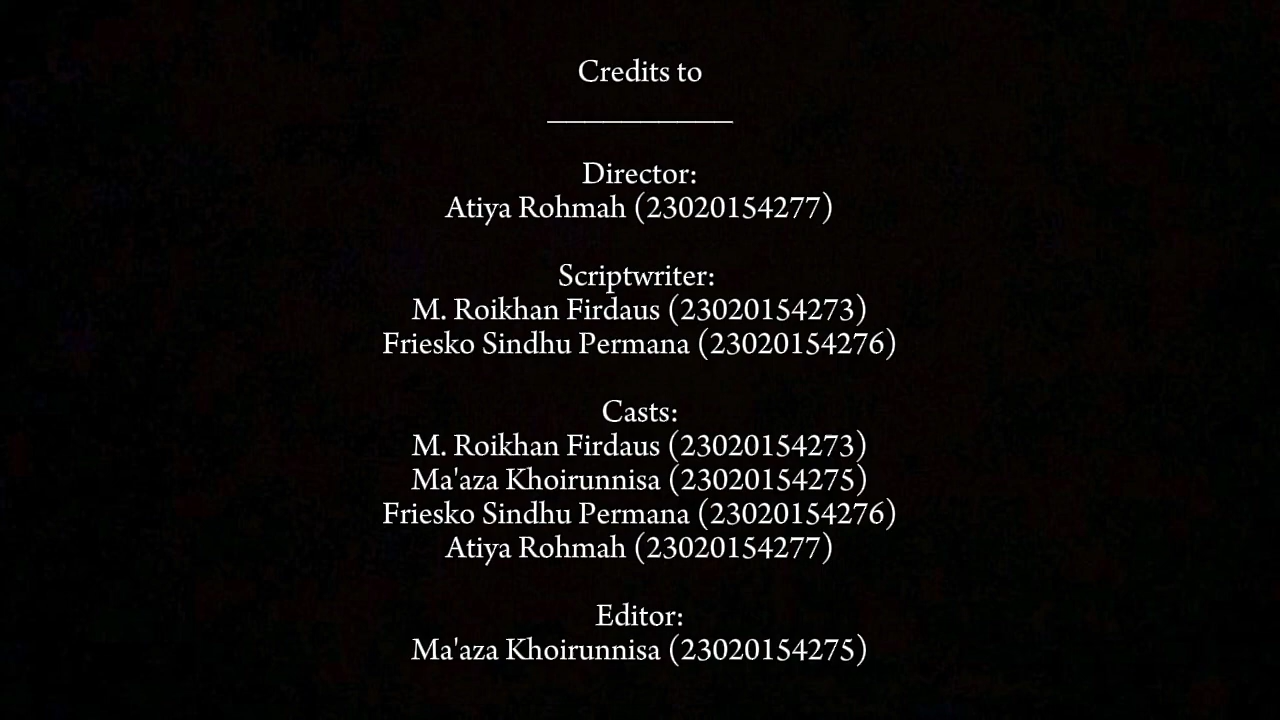 Credits to
__________
Director:
Atiya Rohmah (23020154277)
Scriptwriter:
M. Roikhan Firdaus (23020154273)
Friesko Sindhu Permana (23020154276)
Casts:
M. Roikhan Firdaus (23020154273)
Ma'aza Khoirunnisa (23020154275)
Friesko Sindhu Permana (23020154276)
Atiya Rohmah (23020154277)
Editor:
Ma'aza Khoirunnisa (23020154275)